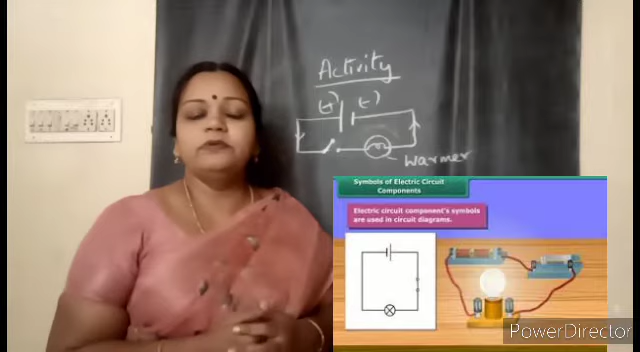 Activity
(+) (-)
Warmer
Symbols of Electric Circuit
Components
Electric circuit component's symbols
are used in circuit diagrams.
PowerDirector